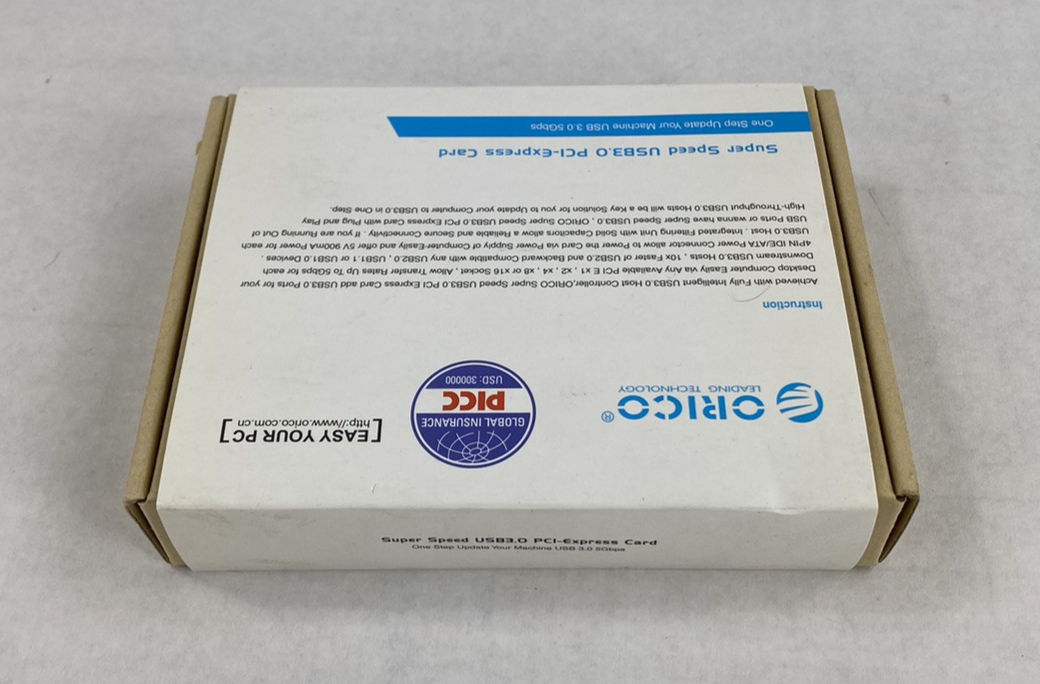 ORICO®
LEADING TECHNOLOGY
GLOBAL INSURANCE
PICC
USD: 300000
[EASY YOUR PC]
http://www.orico.com.cn
Instruction
Achieved with Fully Intelligent USB3.0 Host Controller,ORICO Super Speed USB3.0 PCI Express Card add USB3.0 Ports for your
Desktop Computer Easily via Any Available PCI E x1 , x2 , x4 , x8 or x16 Socket , Allow Transfer Rates Up To 5Gbps for each
Downstream USB3.0 Hosts , 10x Faster of USB2.0 and Backward Compatible with any USB2.0 , USB1.1 or USB1.0 Devices .
4PIN IDE/ATA Power Connector allow to Power the Card via Power Supply of Computer-Easily and offer 5V 900mA Power for each
USB3.0 Host . Integrated Filtering Unit with Solid Capacitors allow a Reliable and Secure Connectivity . If you are Running Out of
USB Ports or wanna have Super Speed USB3.0 , ORICO Super Speed USB3.0 PCI Express Card with Plug and Play
High-Throughput USB3.0 Hosts will be a Key Solution for you to Update your Computer to USB3.0 in One Step.
Super Speed USB3.0 PCI-Express Card
One Step Update Your Machine USB 3.0 5Gbps
Super Speed USB3.0 PCI-Express Card
One Step Update Your Machine USB 3.0 5Gbps